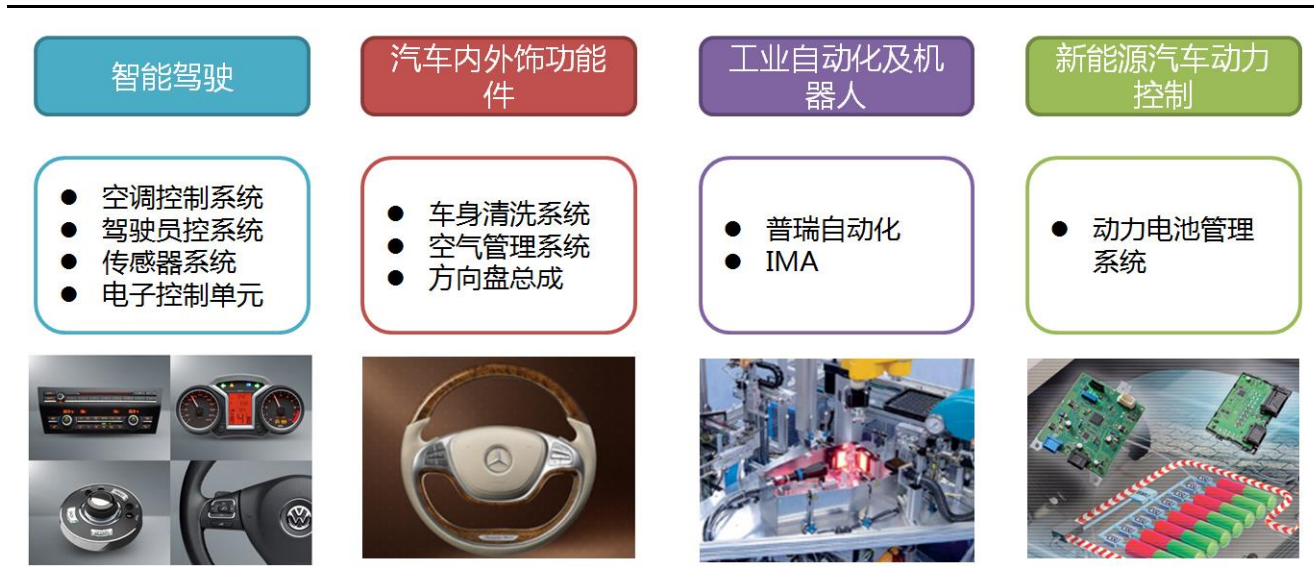 智能驾驶
汽车内外饰功能
件
工业自动化及机
器人
新能源汽车动力
控制
● 空调控制系统
● 驾驶员控系统
● 传感器系统
● 电子控制单元
● 车身清洗系统
● 空气管理系统
● 方向盘总成
● 普瑞自动化
● IMA
● 动力电池管理
系统